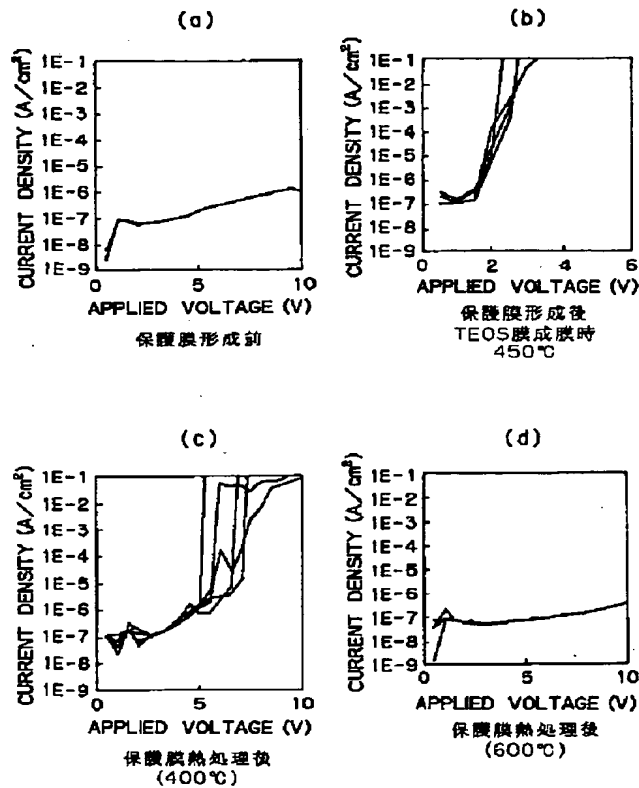 (a)
CURRENT DENSITY (A/cm²)
1E-1
1E-2
1E-3
1E-4
1E-5
1E-6
1E-7
1E-8
1E-9
0 5 10
APPLIED VOLTAGE (V)
保護膜形成前
(b)
CURRENT DENSITY (A/cm²)
1E-1
1E-2
1E-3
1E-4
1E-5
1E-6
1E-7
1E-8
1E-9
0 2 4 6
APPLIED VOLTAGE (V)
保護膜形成後
TEOS膜成膜時
450℃
(c)
CURRENT DENSITY (A/cm²)
1E-1
1E-2
1E-3
1E-4
1E-5
1E-6
1E-7
1E-8
1E-9
0 5 10
APPLIED VOLTAGE (V)
保護膜熱処理後
(400℃)
(d)
CURRENT DENSITY (A/cm²)
1E-1
1E-2
1E-3
1E-4
1E-5
1E-6
1E-7
1E-8
1E-9
0 5 10
APPLIED VOLTAGE (V)
保護膜熱処理後
(600℃)